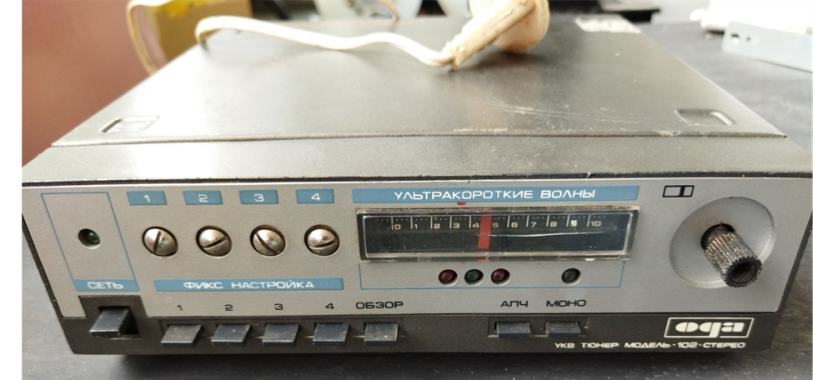 1 2 3 4
УЛЬТРАКОРОТКИЕ ВОЛНЫ
0 1 2 3 4 5 6 7 8 9 10
СЕТЬ
ФИКС НАСТРОЙКА
1 2 3 4 ОБЗОР
АПЧ МОНО
ода
УКВ ТЮНЕР МОДЕЛЬ·102·СТЕРЕО